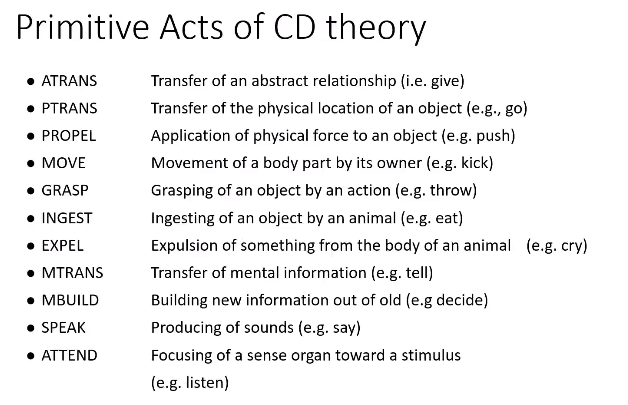 Primitive Acts of CD theory
• ATRANS Transfer of an abstract relationship (i.e. give)
• PTRANS Transfer of the physical location of an object (e.g., go)
• PROPEL Application of physical force to an object (e.g. push)
• MOVE Movement of a body part by its owner (e.g. kick)
• GRASP Grasping of an object by an action (e.g. throw)
• INGEST Ingesting of an object by an animal (e.g. eat)
• EXPEL Expulsion of something from the body of an animal (e.g. cry)
• MTRANS Transfer of mental information (e.g. tell)
• MBUILD Building new information out of old (e.g decide)
• SPEAK Producing of sounds (e.g. say)
• ATTEND Focusing of a sense organ toward a stimulus
(e.g. listen)